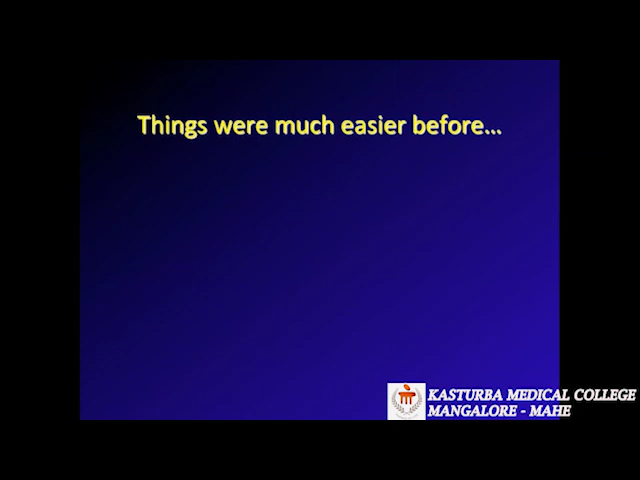 Things were much easier before...
KASTURBA MEDICAL COLLEGE
MANGALORE - MAHE